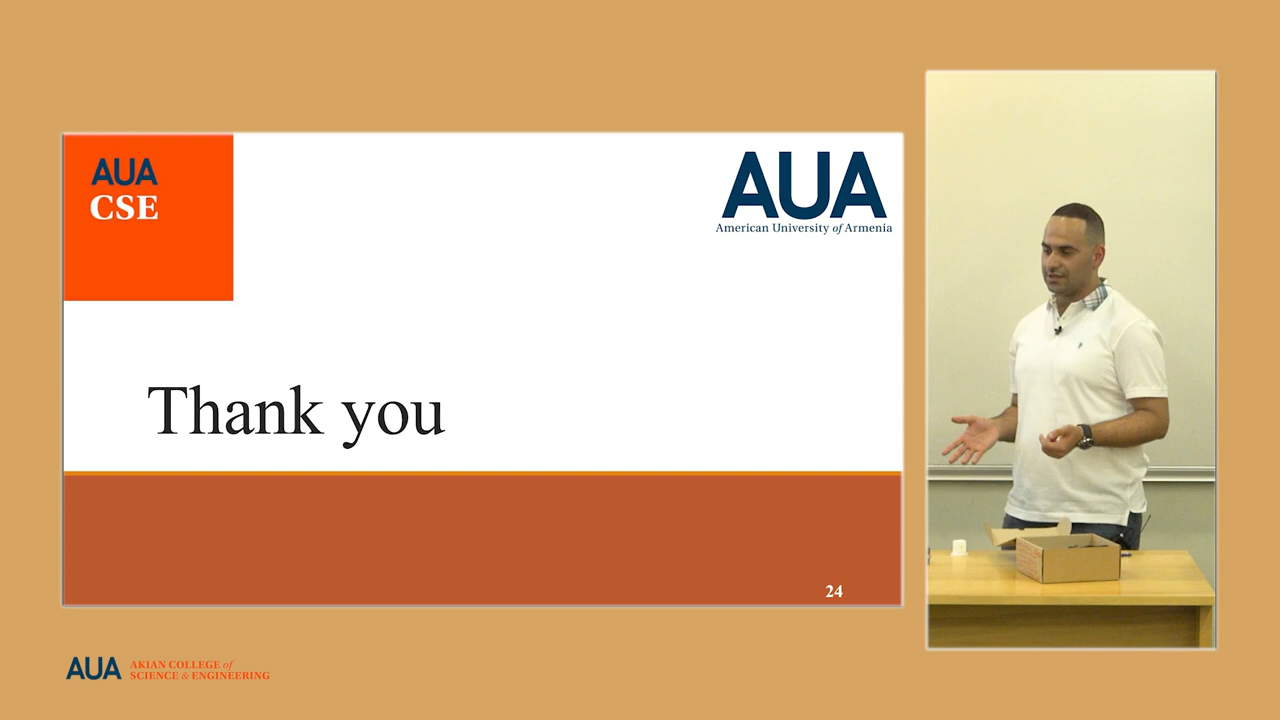 AUA
CSE
AUA
American University of Armenia
Thank you
24
AUA
AKIAN COLLEGE of
SCIENCE & ENGINEERING